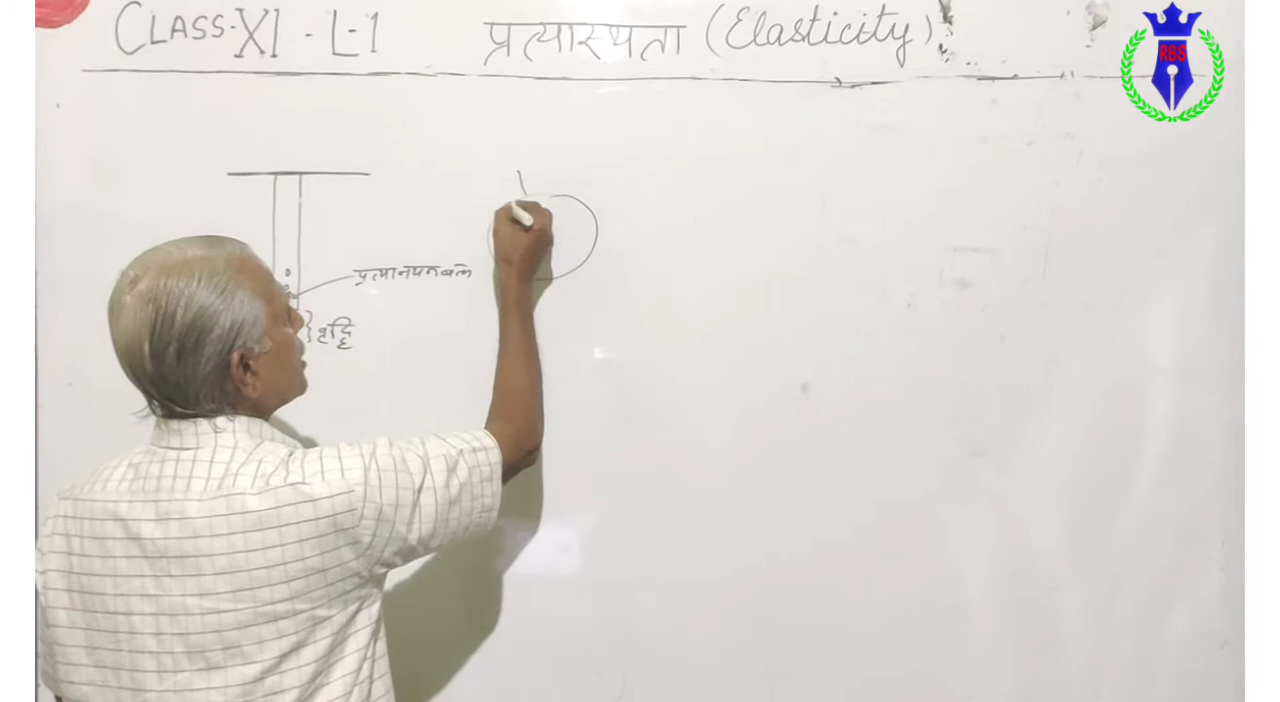 CLASS-XI - L-1 प्रत्यास्थता (Elasticity)
RBS
प्रत्यानयन बल
वृद्धि